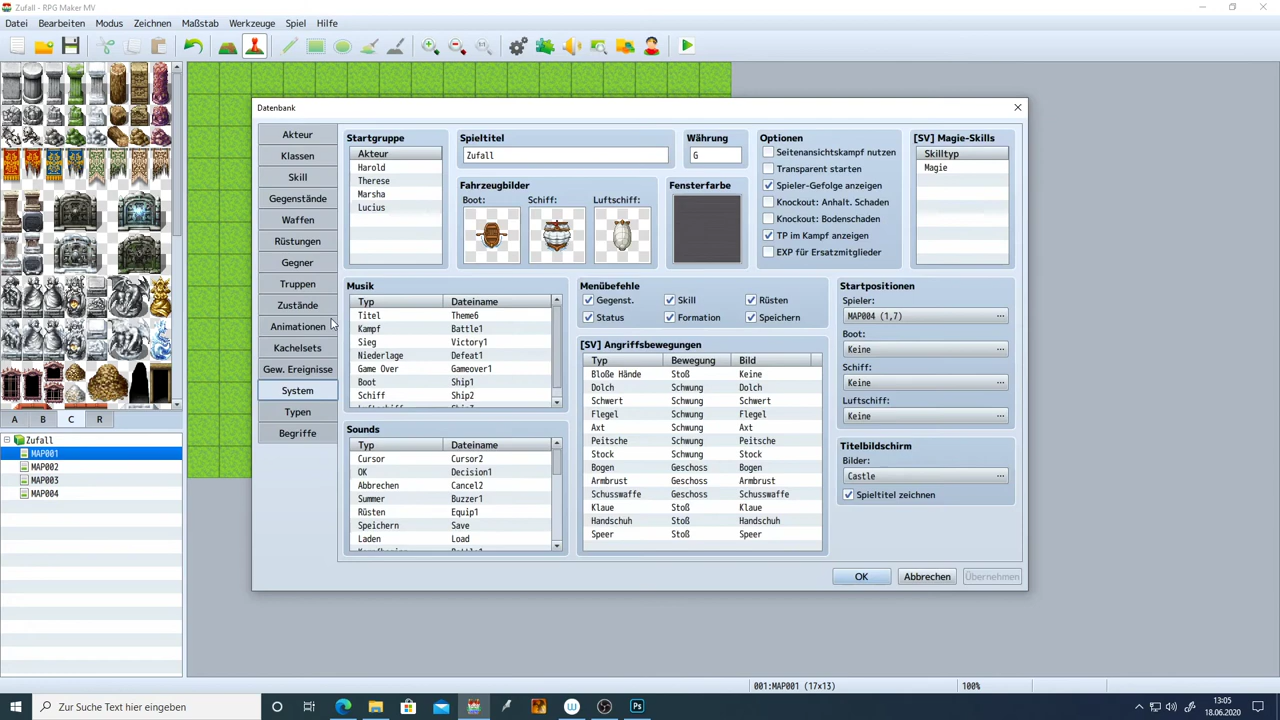 Zufall - RPG Maker MV
Datei Bearbeiten Modus Zeichnen Maßstab Werkzeuge Spiel Hilfe
Datenbank
Akteur
Klassen
Skill
Gegenstände
Waffen
Rüstungen
Gegner
Truppen
Zustände
Animationen
Kachelsets
Gew. Ereignisse
System
Typen
Begriffe
Startgruppe
Akteur
Harold
Therese
Marsha
Lucius
Spieltitel
Zufall
Währung
G
Fahrzeugbilder
Boot: Schiff: Luftschiff:
Fensterfarbe
Optionen
Seitenansichtskampf nutzen
Transparent starten
Spieler-Gefolge anzeigen
Knockout: Anhalt. Schaden
Knockout: Bodenschaden
TP im Kampf anzeigen
EXP für Ersatzmitglieder
[SV] Magie-Skills
Skilltyp
Magie
Musik
Typ Dateiname
Titel Theme6
Kampf Battle1
Sieg Victory1
Niederlage Defeat1
Game Over Gameover1
Boot Ship1
Schiff Ship2
Sounds
Typ Dateiname
Cursor Cursor2
OK Decision1
Abbrechen Cancel2
Summer Buzzer1
Rüsten Equip1
Speichern Save
Laden Load
Menübefehle
Gegenst. Skill Rüsten
Status Formation Speichern
[SV] Angriffsbewegungen
Typ Bewegung Bild
Bloße Hände Stoß Keine
Dolch Schwung Dolch
Schwert Schwung Schwert
Flegel Schwung Flegel
Axt Schwung Axt
Peitsche Schwung Peitsche
Stock Schwung Stock
Bogen Geschoss Bogen
Armbrust Geschoss Armbrust
Schusswaffe Geschoss Schusswaffe
Klaue Stoß Klaue
Handschuh Stoß Handschuh
Speer Stoß Speer
Startpositionen
Spieler:
MAP004 (1,7) ...
Boot:
Keine ...
Schiff:
Keine ...
Luftschiff:
Keine ...
Titelbildschirm
Bilder:
Castle ...
Spieltitel zeichnen
OK Abbrechen Übernehmen
A B C R
Zufall
MAP001
MAP002
MAP003
MAP004
001:MAP001 (17×13) 100%
Zur Suche Text hier eingeben
13:05
18.06.2020